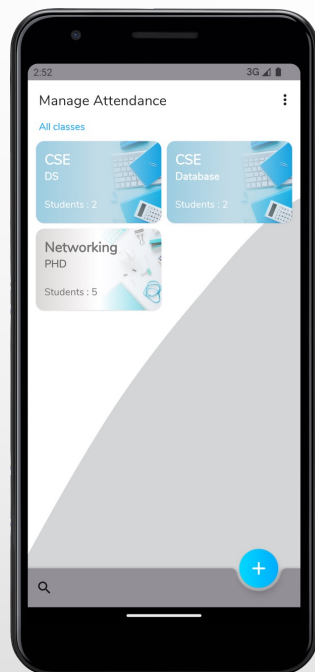 2:52 3G
Manage Attendance
All classes
CSE
DS
Students : 2
CSE
Database
Students : 2
Networking
PHD
Students : 5